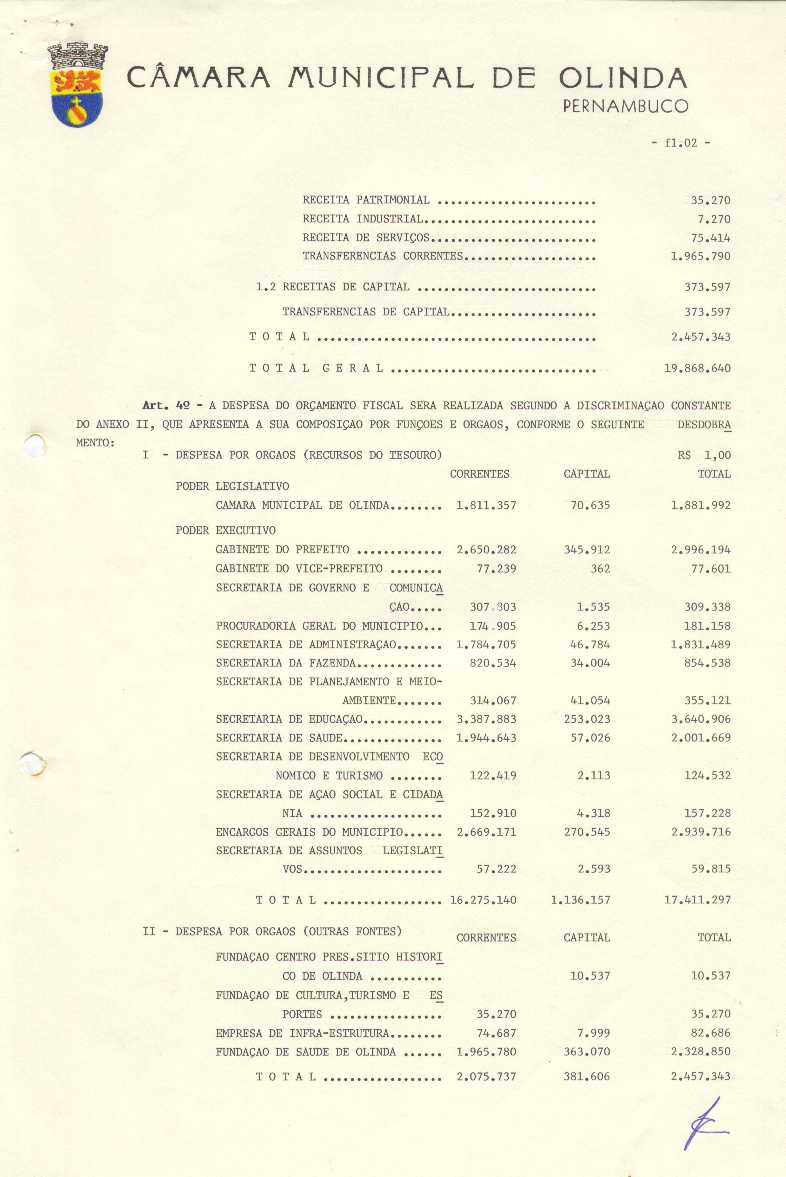 CÂMARA MUNICIPAL DE OLINDA
PERNAMBUCO
- fl.02 -
RECEITA PATRIMONIAL ........................ 35.270
RECEITA INDUSTRIAL.......................... 7.270
RECEITA DE SERVIÇOS......................... 75.414
TRANSFERENCIAS CORRENTES.................... 1.965.790
1.2 RECEITAS DE CAPITAL ........................... 373.597
TRANSFERENCIAS DE CAPITAL...................... 373.597
T O T A L .......................................... 2.457.343
T O T A L G E R A L ............................... 19.868.640
Art. 4º - A DESPESA DO ORÇAMENTO FISCAL SERA REALIZADA SEGUNDO A DISCRIMINAÇAO CONSTANTE
DO ANEXO II, QUE APRESENTA A SUA COMPOSIÇAO POR FUNÇOES E ORGAOS, CONFORME O SEGUINTE DESDOBRA
MENTO:
I - DESPESA POR ORGAOS (RECURSOS DO TESOURO) R$ 1,00
CORRENTES CAPITAL TOTAL
PODER LEGISLATIVO
CAMARA MUNICIPAL DE OLINDA........ 1.811.357 70.635 1.881.992
PODER EXECUTIVO
GABINETE DO PREFEITO ............. 2.650.282 345.912 2.996.194
GABINETE DO VICE-PREFEITO ........ 77.239 362 77.601
SECRETARIA DE GOVERNO E COMUNICA
ÇAO..... 307.803 1.535 309.338
PROCURADORIA GERAL DO MUNICIPIO... 174.905 6.253 181.158
SECRETARIA DE ADMINISTRAÇAO....... 1.784.705 46.784 1.831.489
SECRETARIA DA FAZENDA............. 820.534 34.004 854.538
SECRETARIA DE PLANEJAMENTO E MEIO-
AMBIENTE....... 314.067 41.054 355.121
SECRETARIA DE EDUCAÇAO............ 3.387.883 253.023 3.640.906
SECRETARIA DE SAUDE............... 1.944.643 57.026 2.001.669
SECRETARIA DE DESENVOLVIMENTO ECO
NOMICO E TURISMO ........ 122.419 2.113 124.532
SECRETARIA DE AÇAO SOCIAL E CIDADA
NIA .................... 152.910 4.318 157.228
ENCARGOS GERAIS DO MUNICIPIO...... 2.669.171 270.545 2.939.716
SECRETARIA DE ASSUNTOS LEGISLATI
VOS..................... 57.222 2.593 59.815
T O T A L .................. 16.275.140 1.136.157 17.411.297
II - DESPESA POR ORGAOS (OUTRAS FONTES)
CORRENTES CAPITAL TOTAL
FUNDAÇAO CENTRO PRES.SITIO HISTORI
CO DE OLINDA ........... 10.537 10.537
FUNDAÇAO DE CULTURA,TURISMO E ES
PORTES ................. 35.270 35.270
EMPRESA DE INFRA-ESTRUTURA........ 74.687 7.999 82.686
FUNDAÇAO DE SAUDE DE OLINDA ...... 1.965.780 363.070 2.328.850
T O T A L .................. 2.075.737 381.606 2.457.343